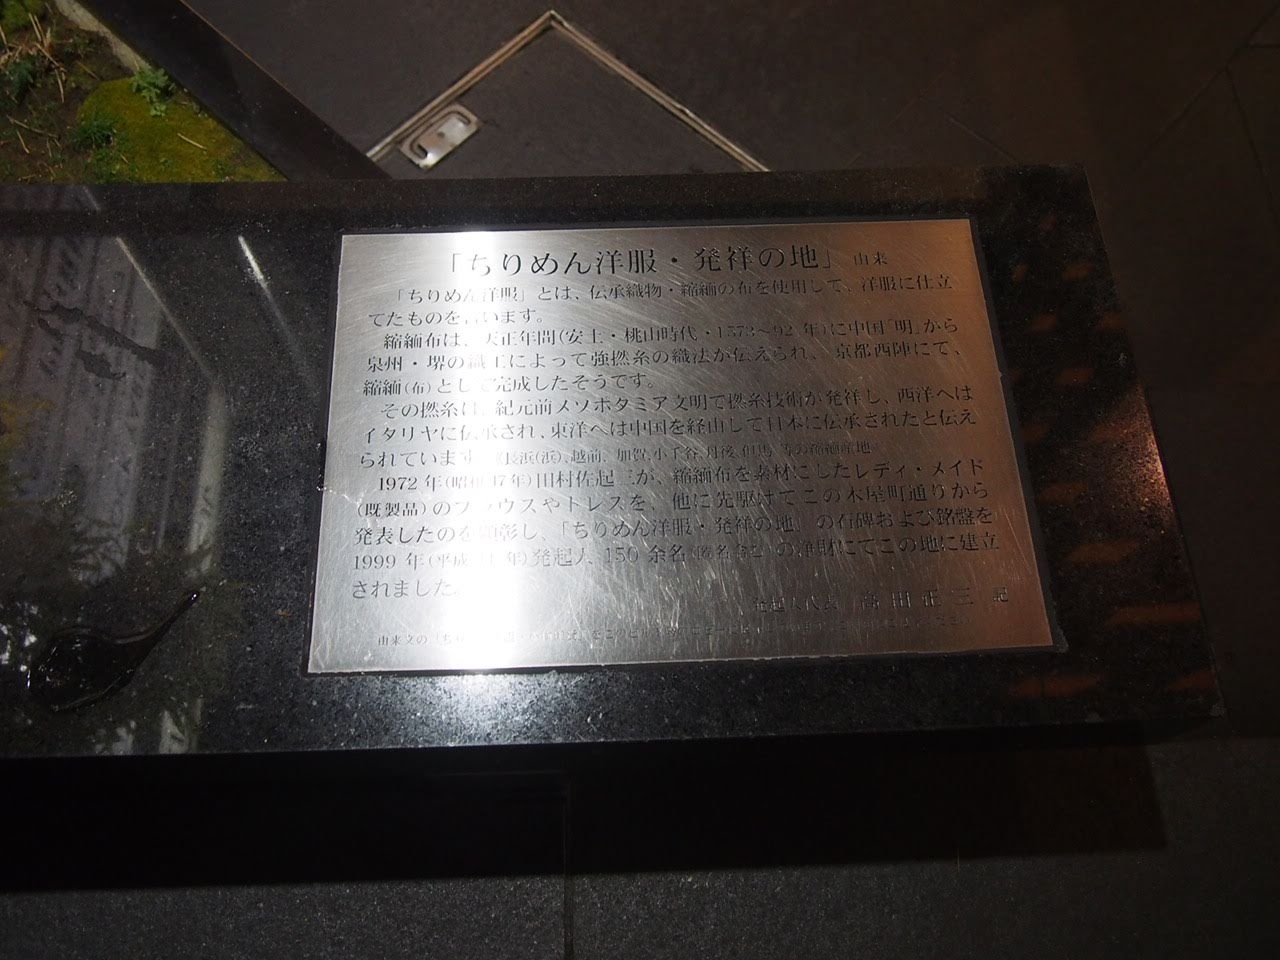 「ちりめん洋服・発祥の地」 由来
「ちりめん洋服」とは、伝承織物・縮緬の布を使用して、洋服に仕立
てたものを言います。
縮緬布は、天正年間(安土・桃山時代・1573〜92年)に中国「明」から
泉州・堺の織工によって強撚糸の織法が伝えられ、京都西陣にて、
縮緬(布)として完成したそうです。
その撚糸は、紀元前メソポタミア文明で撚糸技術が発祥し、西洋へは
イタリヤに伝承され、東洋へは中国を経由して日本に伝承されたと伝え
られています。(長浜(浜)、越前、加賀、小千谷、丹後、但馬、等が縮緬産地)
1972年(昭和47年)田村佐起三が、縮緬布を素材にしたレディ・メイド
(既製品)のブラウスやドレスを、他に先駆けてこの木屋町通りから
発表したのを顕彰し、「ちりめん洋服・発祥の地」の石碑および銘盤を
1999年(平成11年)発起人、150余名の浄財にてこの地に建立
されました。
発起人代表 高田正三 記
由来文の「ちり